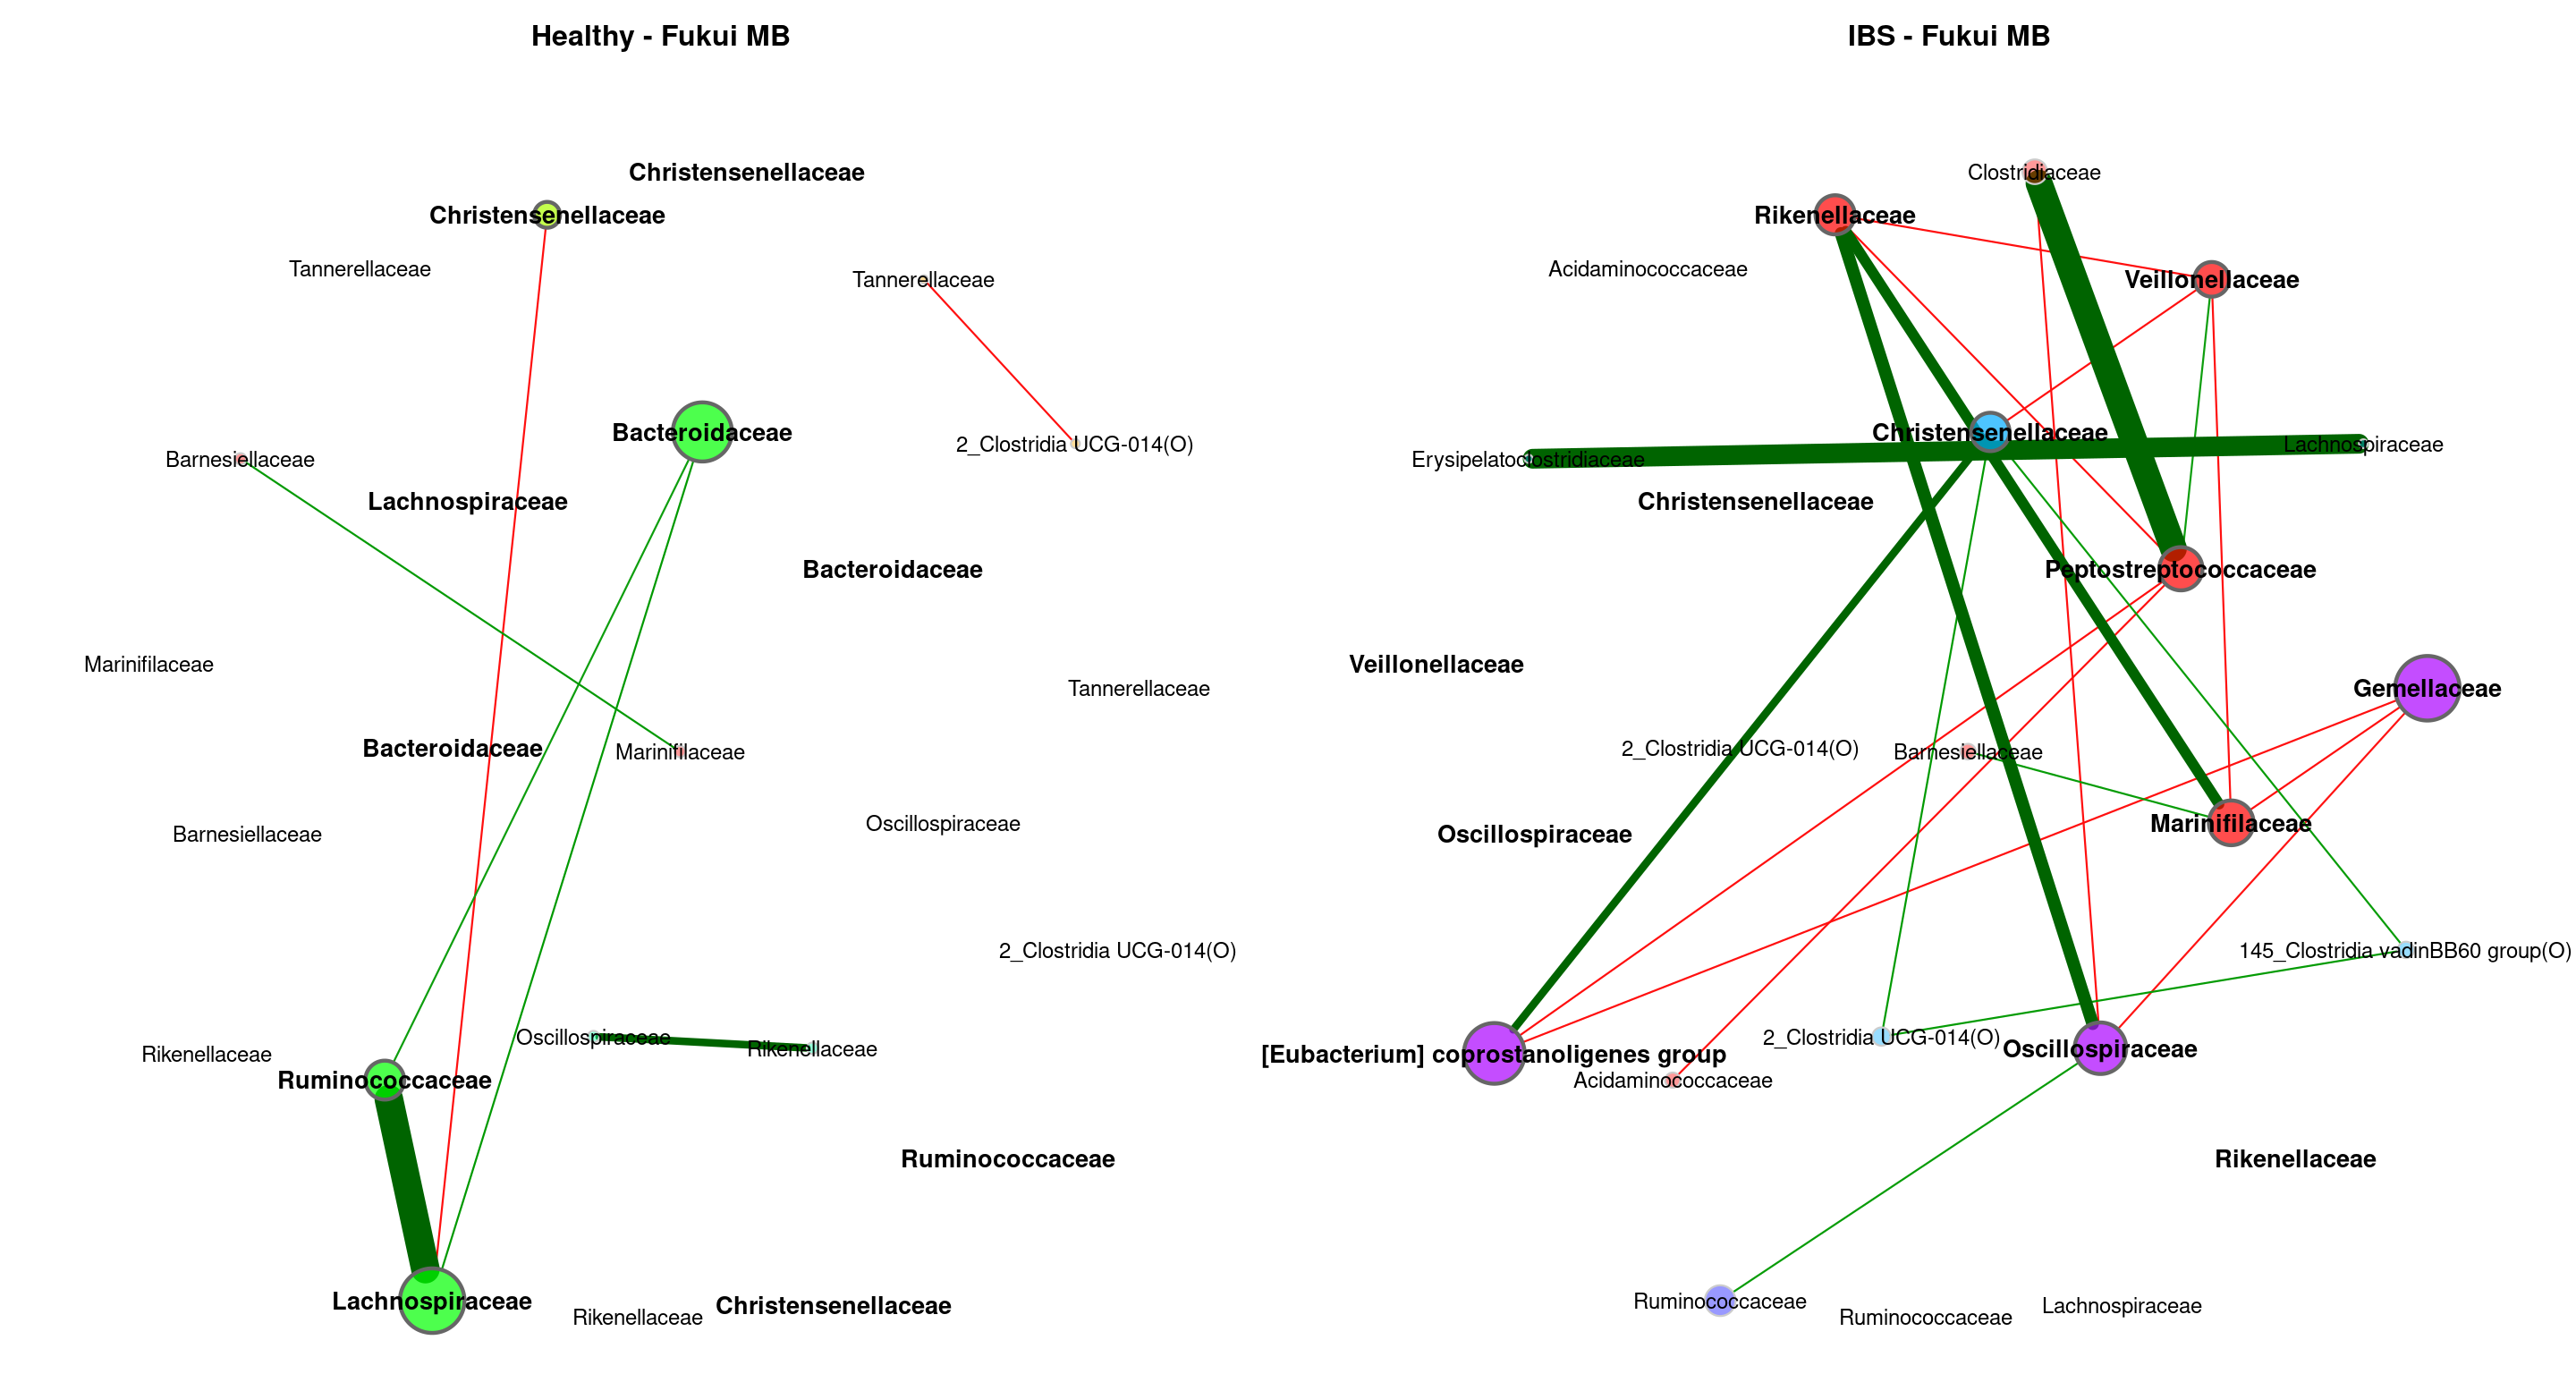 Healthy - Fukui MB
Christensenellaceae
Christensenellaceae
Tannerellaceae
Tannerellaceae
Bacteroidaceae
2_Clostridia UCG-014(O)
Barnesiellaceae
Lachnospiraceae
Bacteroidaceae
Marinifilaceae
Tannerellaceae
Bacteroidaceae
Marinifilaceae
Oscillospiraceae
Barnesiellaceae
2_Clostridia UCG-014(O)
Oscillospiraceae
Rikenellaceae
Rikenellaceae
Ruminococcaceae
Ruminococcaceae
Lachnospiraceae
Christensenellaceae
Rikenellaceae
IBS - Fukui MB
Clostridiaceae
Rikenellaceae
Acidaminococcaceae
Veillonellaceae
Christensenellaceae
Lachnospiraceae
Erysipelatoclostridiaceae
Christensenellaceae
Peptostreptococcaceae
Veillonellaceae
Gemellaceae
2_Clostridia UCG-014(O)
Barnesiellaceae
Marinifilaceae
Oscillospiraceae
145_Clostridia vadinBB60 group(O)
2_Clostridia UCG-014(O)
Oscillospiraceae
[Eubacterium] coprostanoligenes group
Acidaminococcaceae
Rikenellaceae
Ruminococcaceae
Lachnospiraceae
Ruminococcaceae